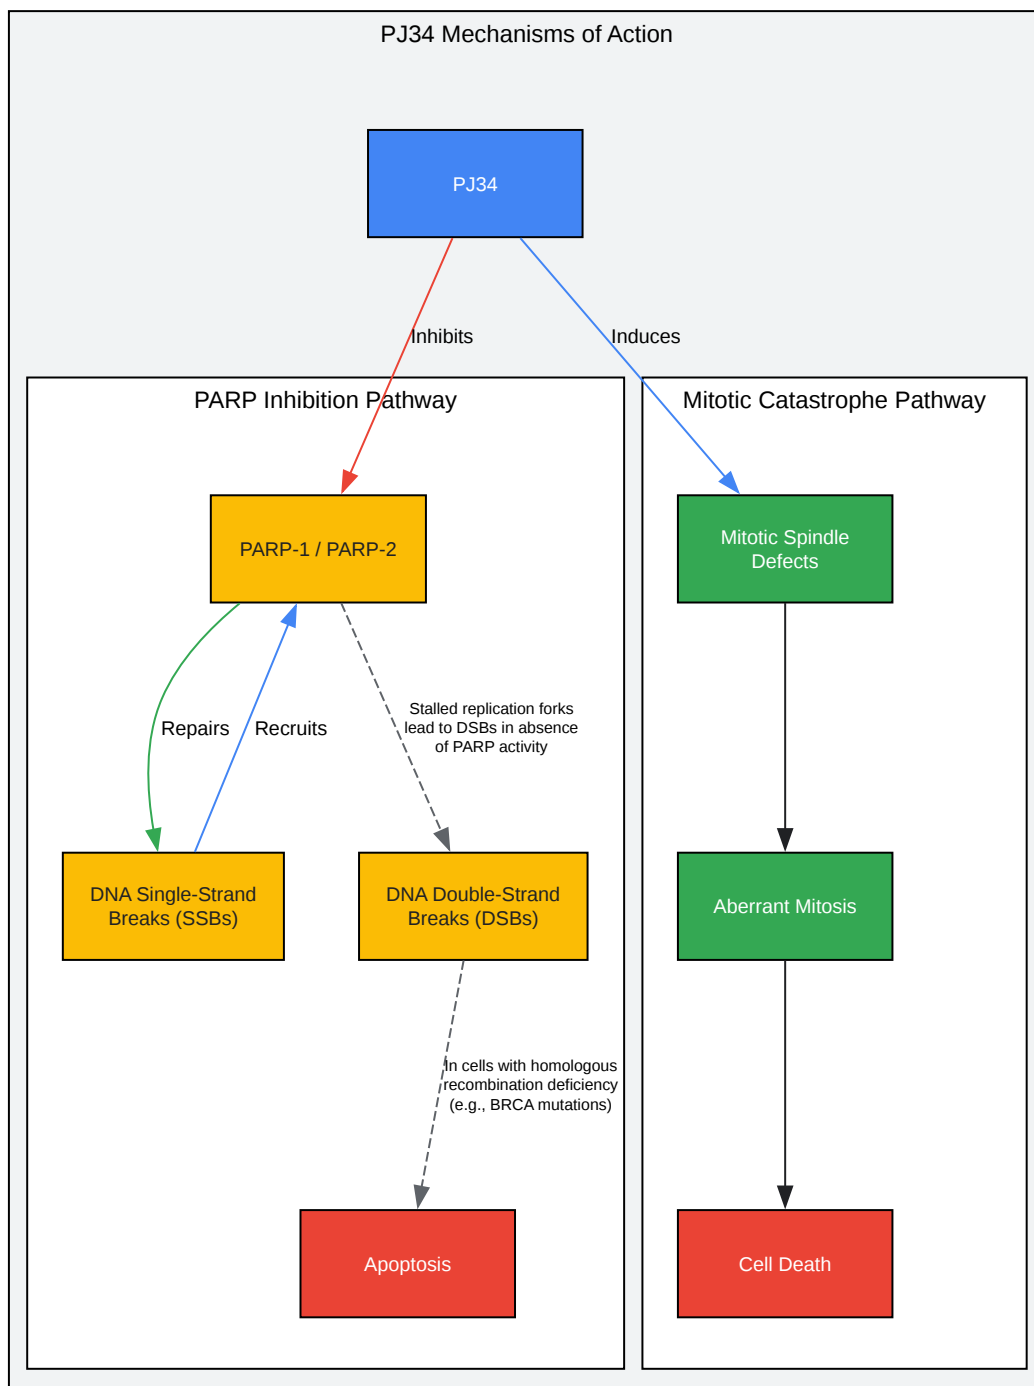 PJ34 Mechanisms of Action
PJ34
Inhibits
Induces
PARP Inhibition Pathway
Mitotic Catastrophe Pathway
PARP-1 / PARP-2
Mitotic Spindle
Defects
Repairs
Recruits
Stalled replication forks
lead to DSBs in absence
of PARP activity
DNA Single-Strand
Breaks (SSBs)
DNA Double-Strand
Breaks (DSBs)
Aberrant Mitosis
In cells with homologous
recombination deficiency
(e.g., BRCA mutations)
Apoptosis
Cell Death